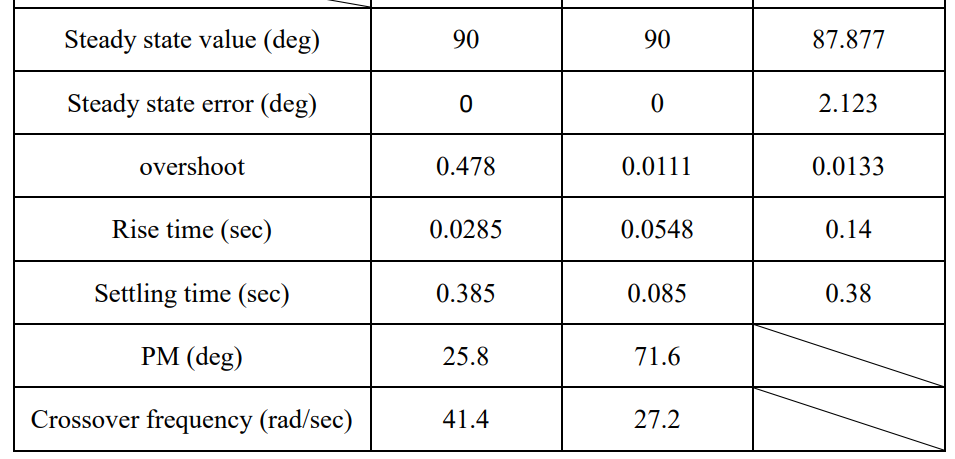 Steady state value (deg) 90 90 87.877
Steady state error (deg) 0 0 2.123
overshoot 0.478 0.0111 0.0133
Rise time (sec) 0.0285 0.0548 0.14
Settling time (sec) 0.385 0.085 0.38
PM (deg) 25.8 71.6
Crossover frequency (rad/sec) 41.4 27.2